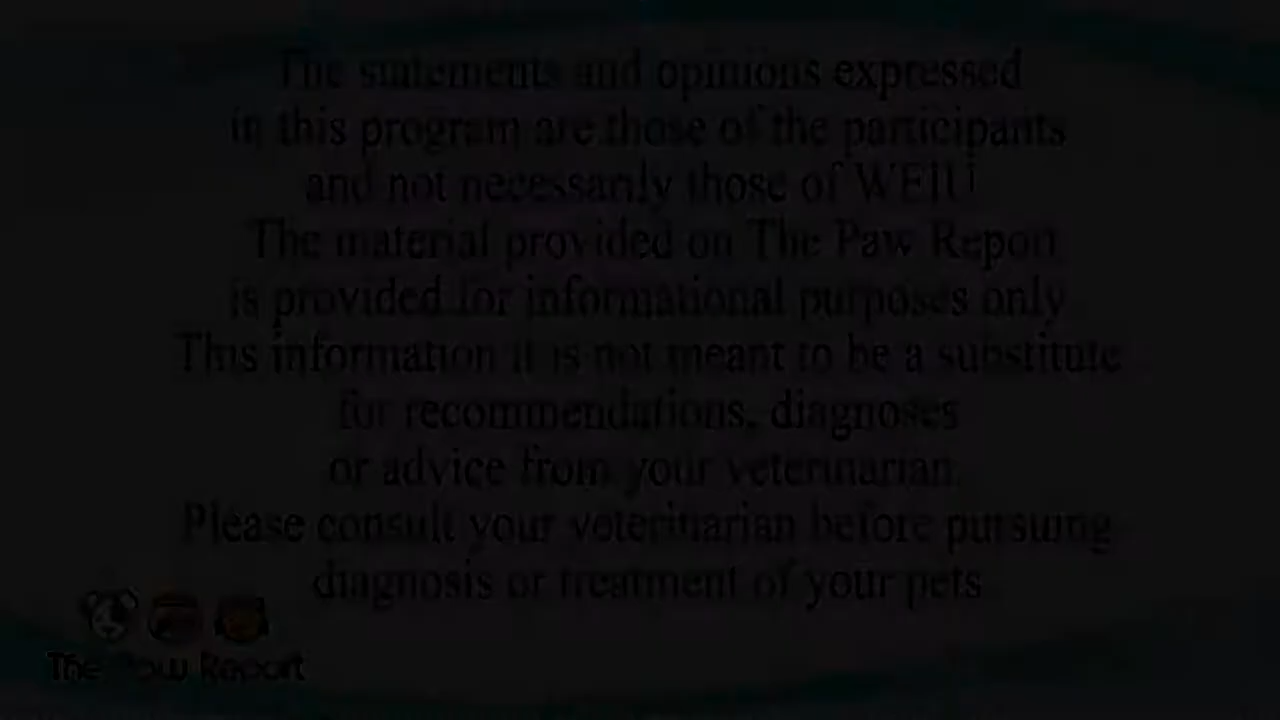 The statements and opinions expressed
in this program are those of the participants
and not necessarily those of WEIU
The material provided on The Paw Report
is provided for informational purposes only
This information it is not meant to be a substitute
for recommendations, diagnoses
or advice from your veterinarian.
Please consult your veterinarian before pursuing
diagnosis or treatment of your pets
The Paw Report